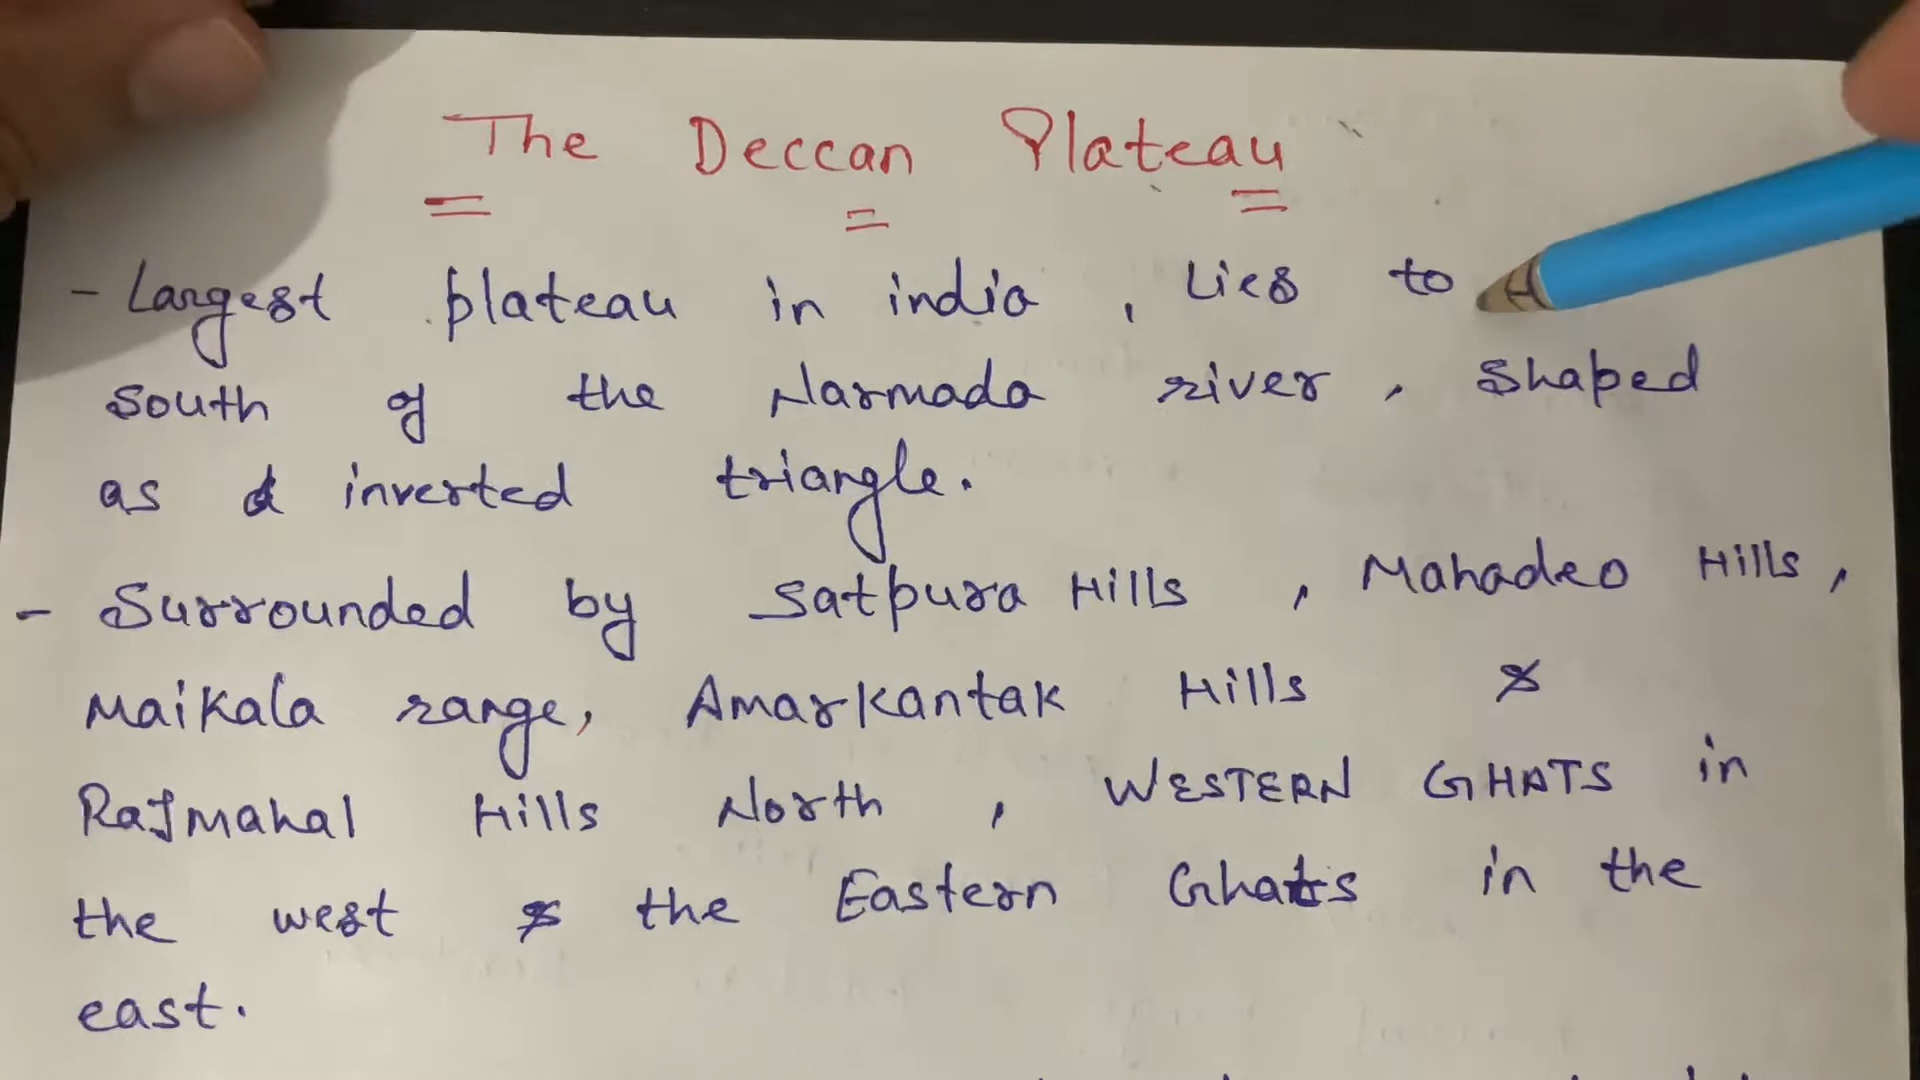 The Deccan Plateau
- Largest plateau in india , Lies to
South of the Narmada river , Shaped
as a inverted triangle.
- Surrounded by Satpura Hills , Mahadeo Hills ,
Maikala range, Amarkantak Hills &
Rajmahal Hills North , WESTERN GHATS in
the west & the Eastern Ghats in the
east.